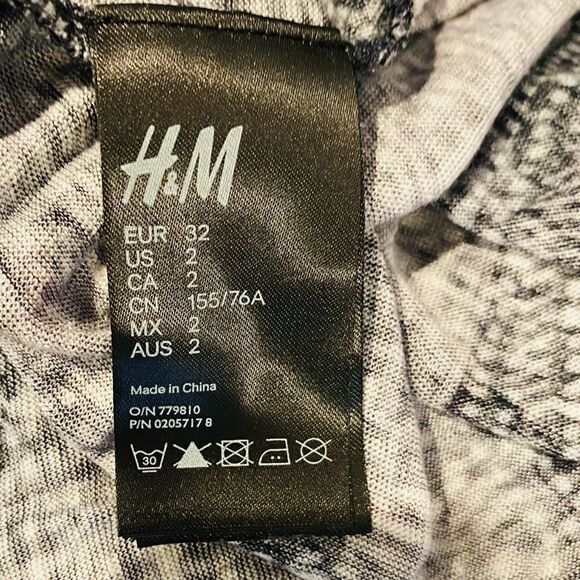 H&M
EUR 32
US 2
CA 2
CN 155/76A
MX 2
AUS 2
Made in China
O/N 779810
P/N 0205717 8
30